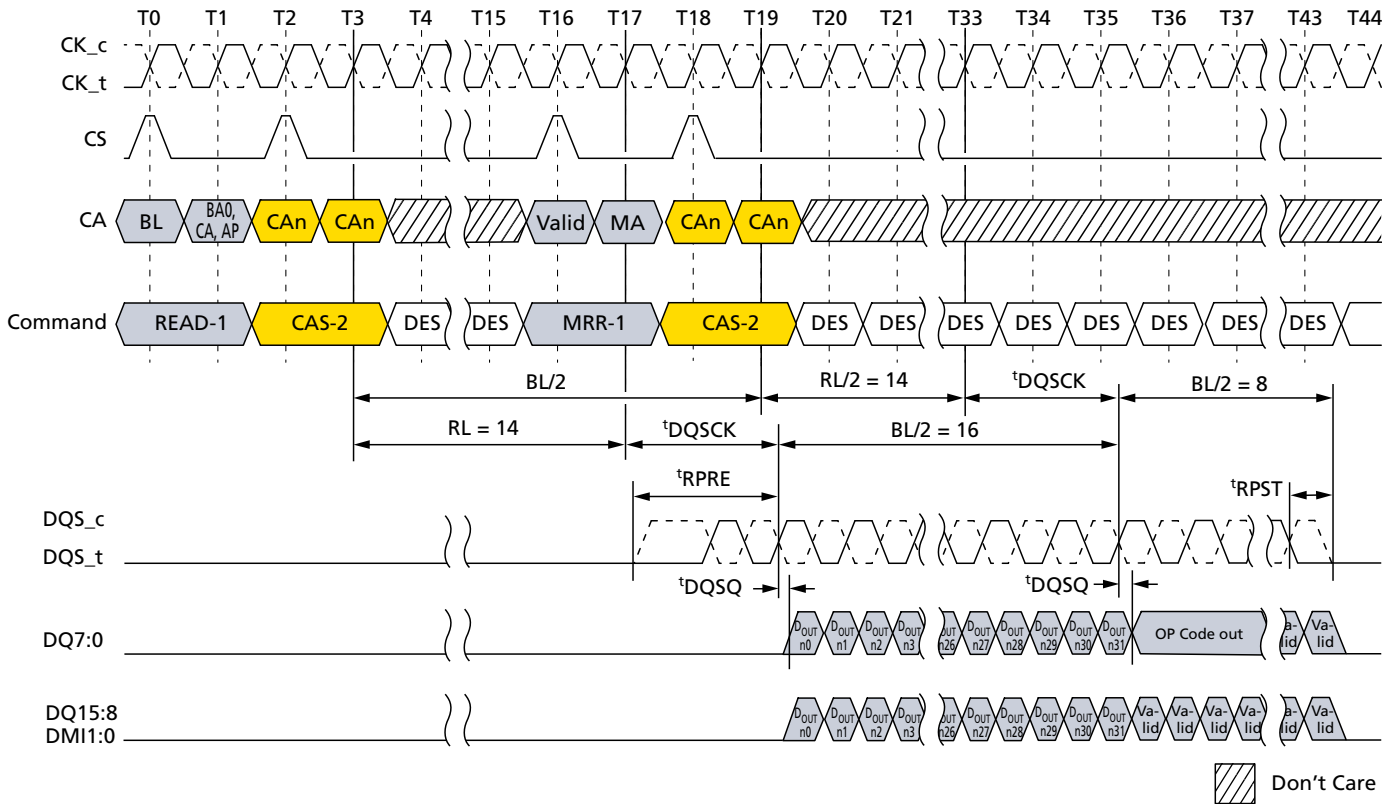 T0 T1 T2 T3 T4 T15 T16 T17 T18 T19 T20 T21 T33 T34 T35 T36 T37 T43 T44
CK_c
CK_t
CS
CA BL BA0, CA, AP CAn CAn Valid MA CAn CAn
Command READ-1 CAS-2 DES DES MRR-1 CAS-2 DES DES DES DES DES DES DES DES
BL/2 RL/2 = 14 tDQSCK BL/2 = 8
RL = 14 tDQSCK BL/2 = 16
tRPRE tRPST
DQS_c
DQS_t
tDQSQ tDQSQ
DQ7:0 DOUT n0 DOUT n1 DOUT n2 DOUT n3 DOUT n26 DOUT n27 DOUT n28 DOUT n29 DOUT n30 DOUT n31 OP Code out a-lid Va-lid
DQ15:8
DMI1:0 DOUT n0 DOUT n1 DOUT n2 DOUT n3 DOUT n26 DOUT n27 DOUT n28 DOUT n29 DOUT n30 DOUT n31 Va-lid Va-lid Va-lid Va-lid a-lid Va-lid
Don't Care